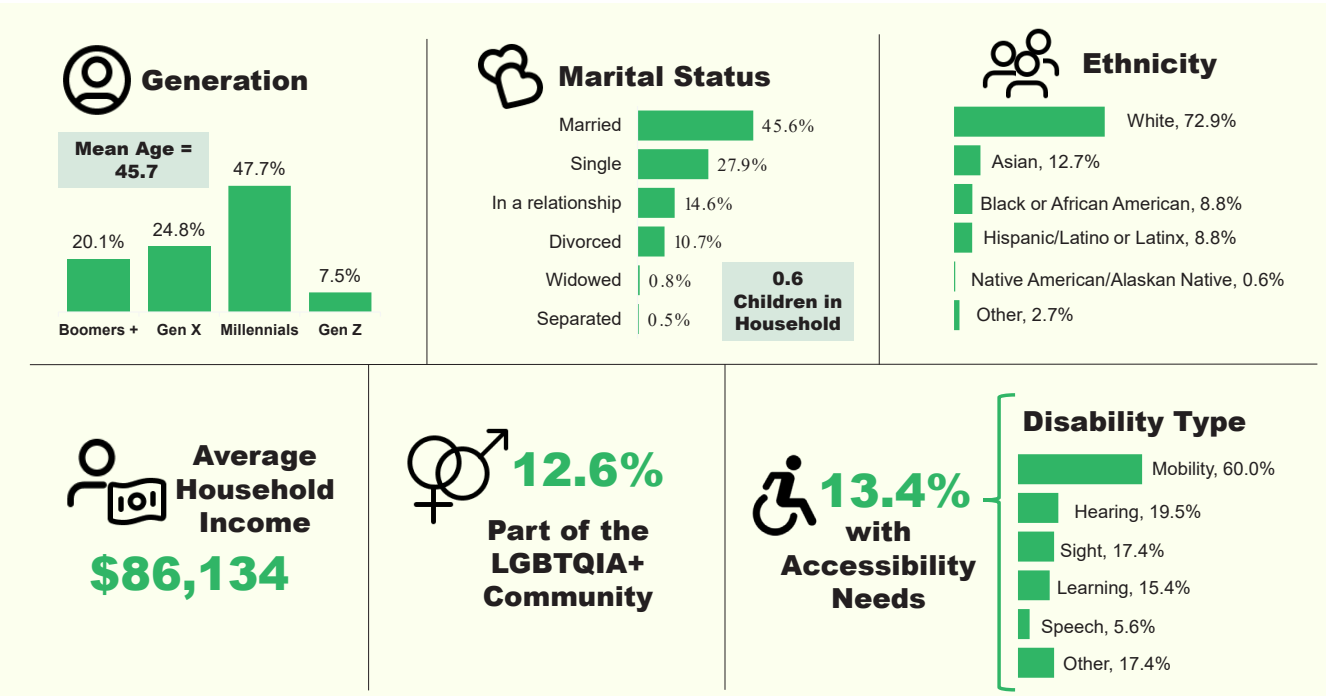 Generation
Mean Age =
45.7
20.1%
24.8%
47.7%
7.5%
Boomers +
Gen X
Millennials
Gen Z
Marital Status
Married 45.6%
Single 27.9%
In a relationship 14.6%
Divorced 10.7%
Widowed 0.8%
Separated 0.5%
0.6
Children in
Household
Ethnicity
White, 72.9%
Asian, 12.7%
Black or African American, 8.8%
Hispanic/Latino or Latinx, 8.8%
Native American/Alaskan Native, 0.6%
Other, 2.7%
Average
Household
Income
$86,134
12.6%
Part of the
LGBTQIA+
Community
13.4%
with
Accessibility
Needs
Disability Type
Mobility, 60.0%
Hearing, 19.5%
Sight, 17.4%
Learning, 15.4%
Speech, 5.6%
Other, 17.4%